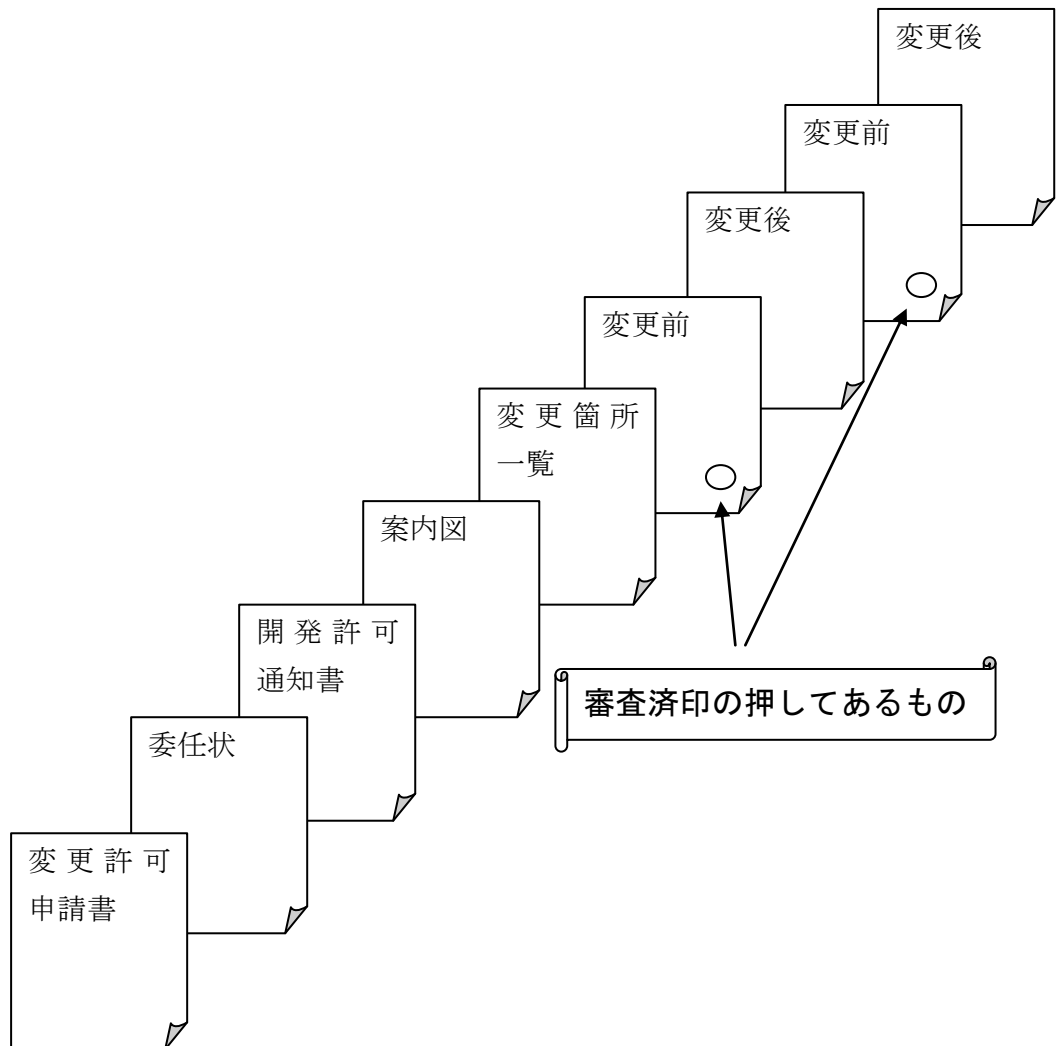 変更後
変更前
変更後
変更前
変更箇所
一覧
案内図
開発許可
通知書
審査済印の押してあるもの
委任状
変更許可
申請書